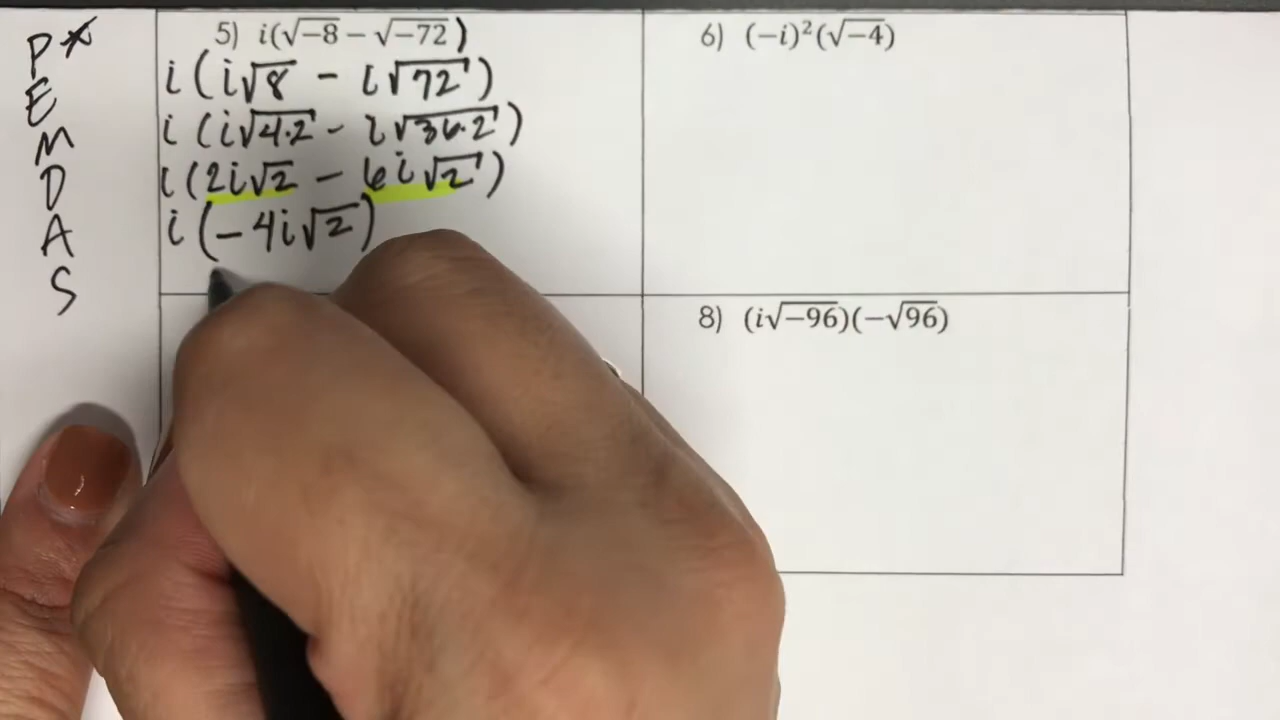 P
E
M
D
A
S
5) i(√−8 − √−72)
i(i√8 − i√72)
i(i√4·2 − i√36·2)
i(2i√2 − 6i√2)
i(−4i√2)
6) (−i)²(√−4)
8) (i√−96)(−√96)